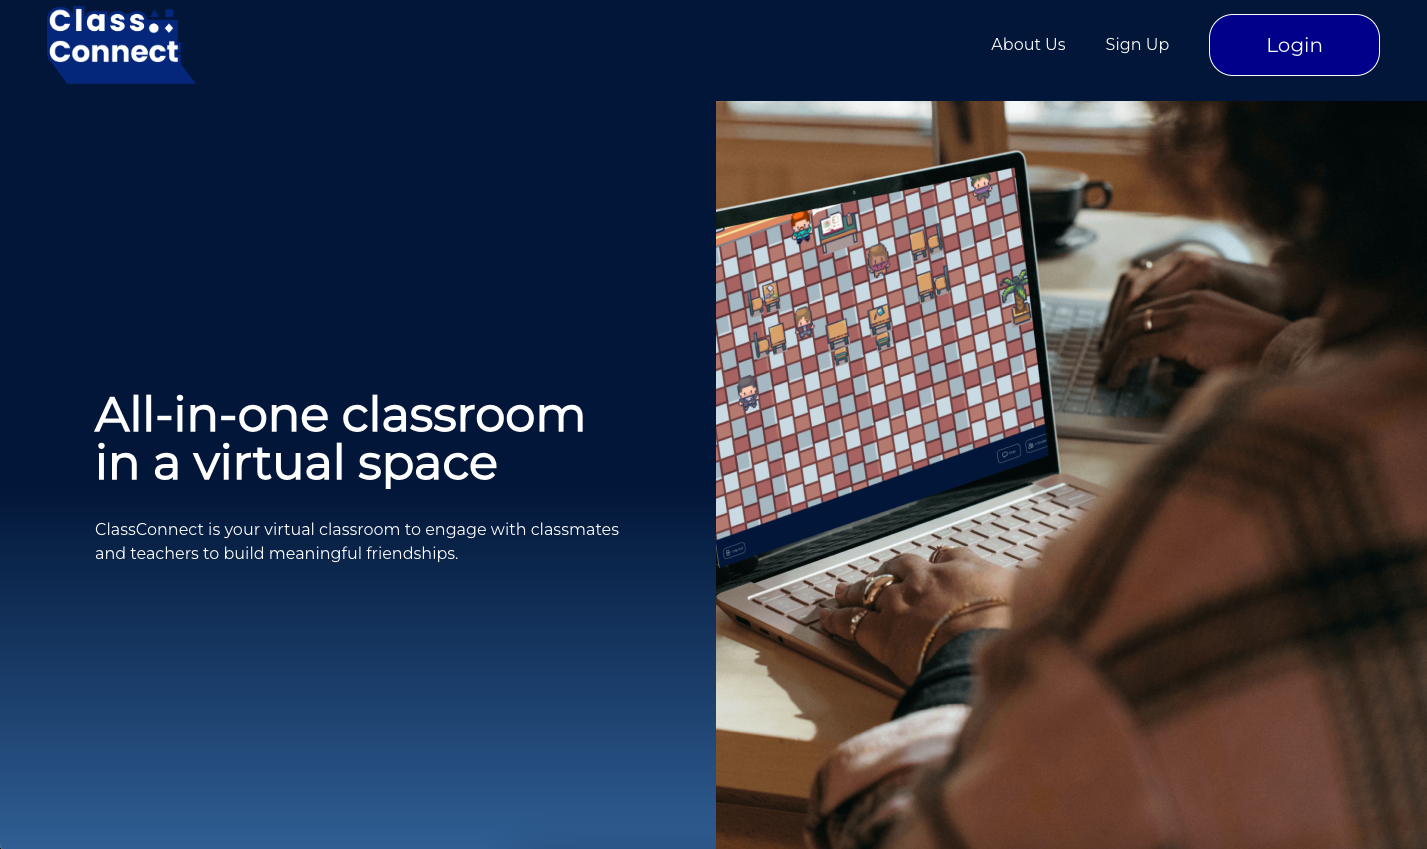 Class
Connect
About Us
Sign Up
Login
All-in-one classroom
in a virtual space
ClassConnect is your virtual classroom to engage with classmates
and teachers to build meaningful friendships.